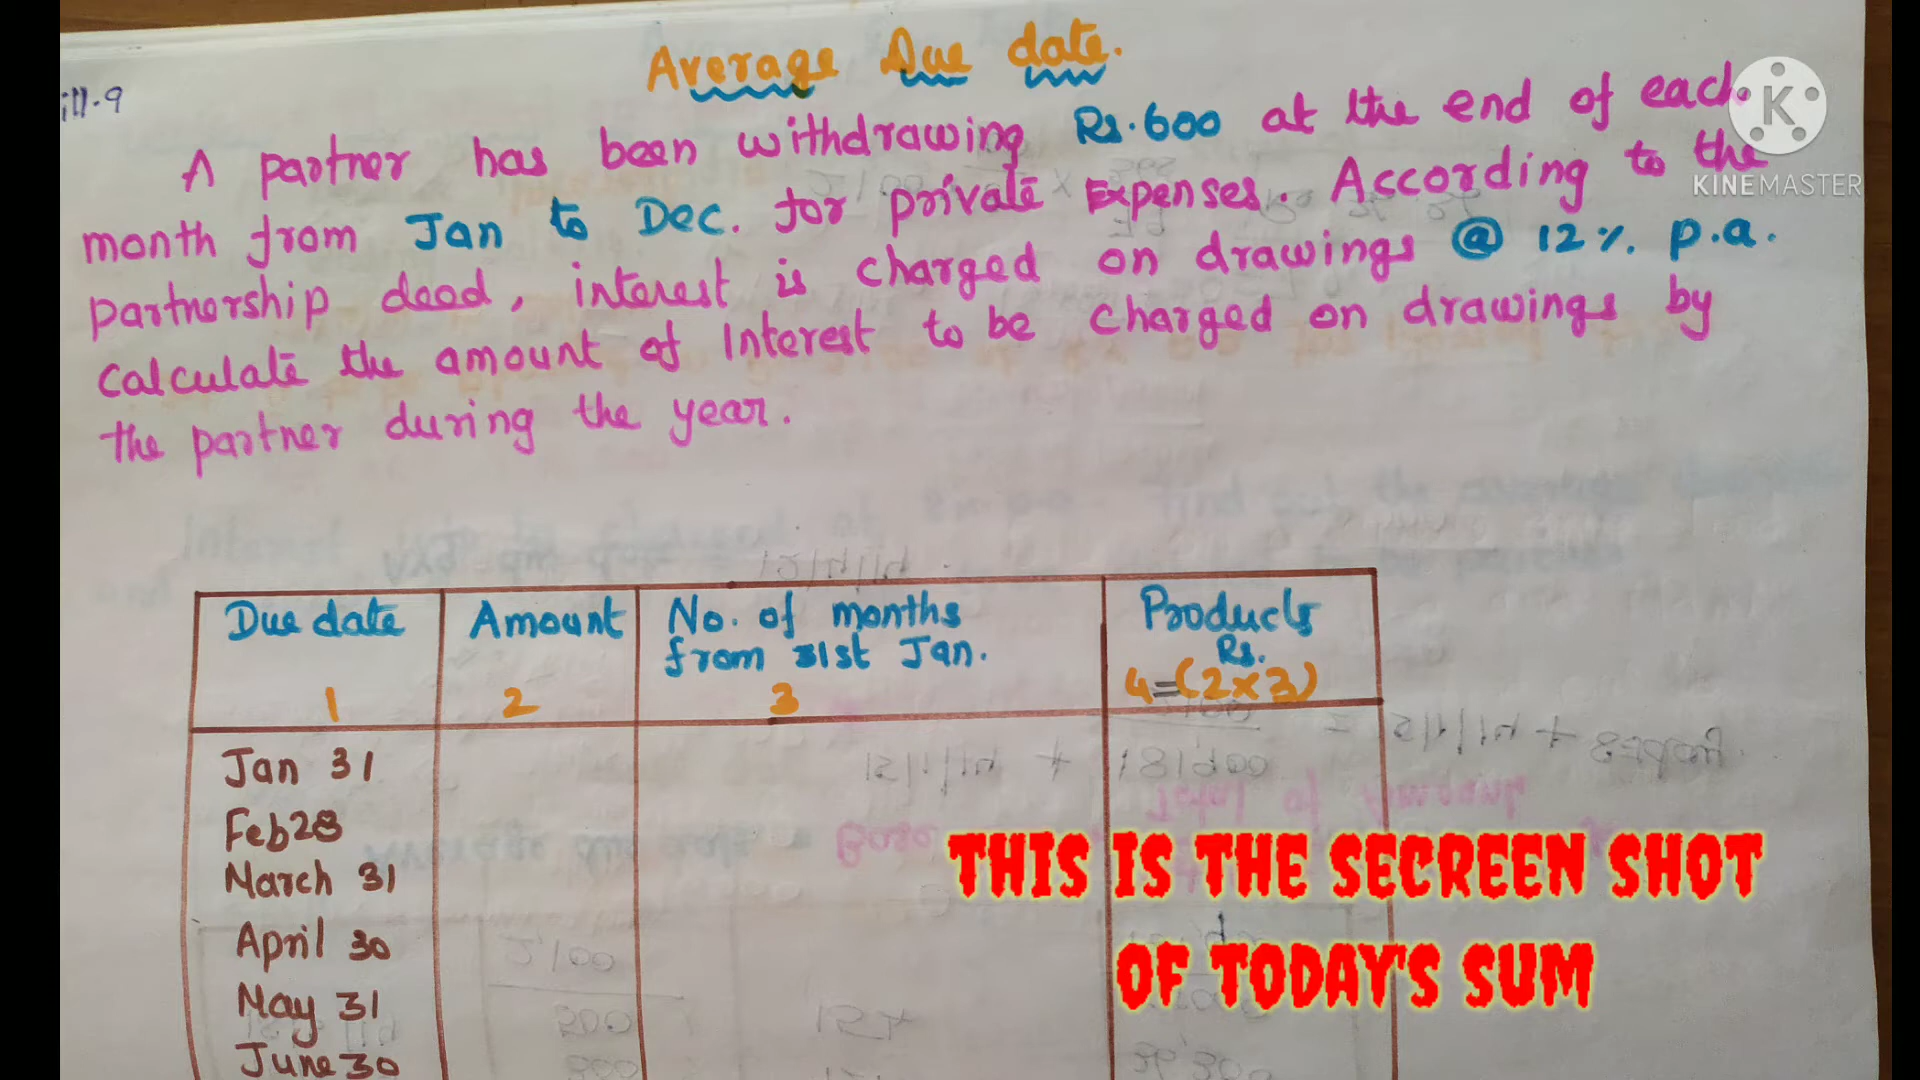 Average Due date.
ill.9
A partner has been withdrawing Rs.600 at the end of each
month from Jan to Dec. for private Expenses. According to the
partnership deed, interest is charged on drawings @ 12% p.a.
Calculate the amount of Interest to be charged on drawings by
the partner during the year.
K
KINEMASTER
Due date Amount No. of months Products
from 31st Jan. Rs.
1 2 3 4=(2x3)
Jan 31
Feb28
March 31
April 30
May 31
June 30
THIS IS THE SECREEN SHOT
OF TODAY'S SUM